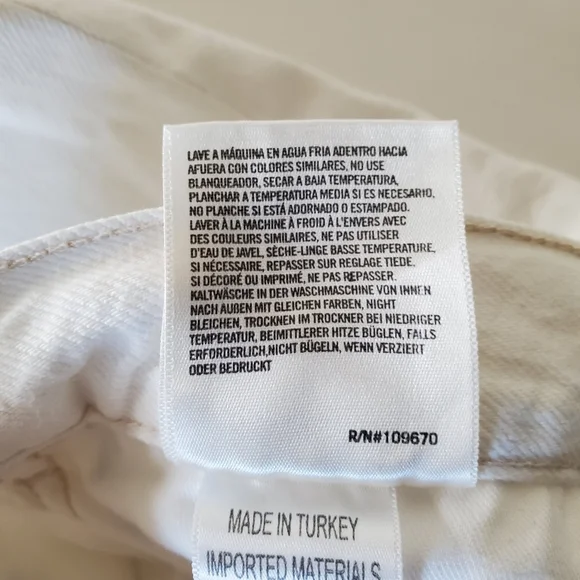 LAVE A MÁQUINA EN AGUA FRIA ADENTRO HACIA
AFUERA CON COLORES SIMILARES, NO USE
BLANQUEADOR, SECAR A BAJA TEMPERATURA,
PLANCHAR A TEMPERATURA MEDIA SI ES NECESARIO,
NO PLANCHE SI ESTÁ ADORNADO O ESTAMPADO.
LAVER À LA MACHINE À FROID À L'ENVERS AVEC
DES COULEURS SIMILAIRES, NE PAS UTILISER
D'EAU DE JAVEL, SÈCHE-LINGE BASSE TEMPERATURE,
SI NÉCESSAIRE, REPASSER SUR REGLAGE TIEDE.
SI DÉCORÉ OU IMPRIMÉ, NE PAS REPASSER.
KALTWÄSCHE IN DER WASCHMASCHINE VON INNEN
NACH AUßEN MIT GLEICHEN FARBEN, NIGHT
BLEICHEN, TROCKNEN IM TROCKNER BEI NIEDRIGER
TEMPERATUR, BEIMITTLERER HITZE BÜGLEN, FALLS
ERFORDERLICH,NICHT BÜGELN, WENN VERZIERT
ODER BEDRUCKT
R/N#109670
MADE IN TURKEY
IMPORTED MATERIALS